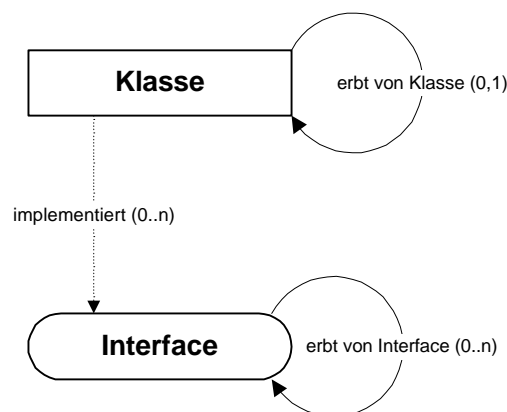 Klasse
erbt von Klasse (0,1)
implementiert (0..n)
Interface
erbt von Interface (0..n)